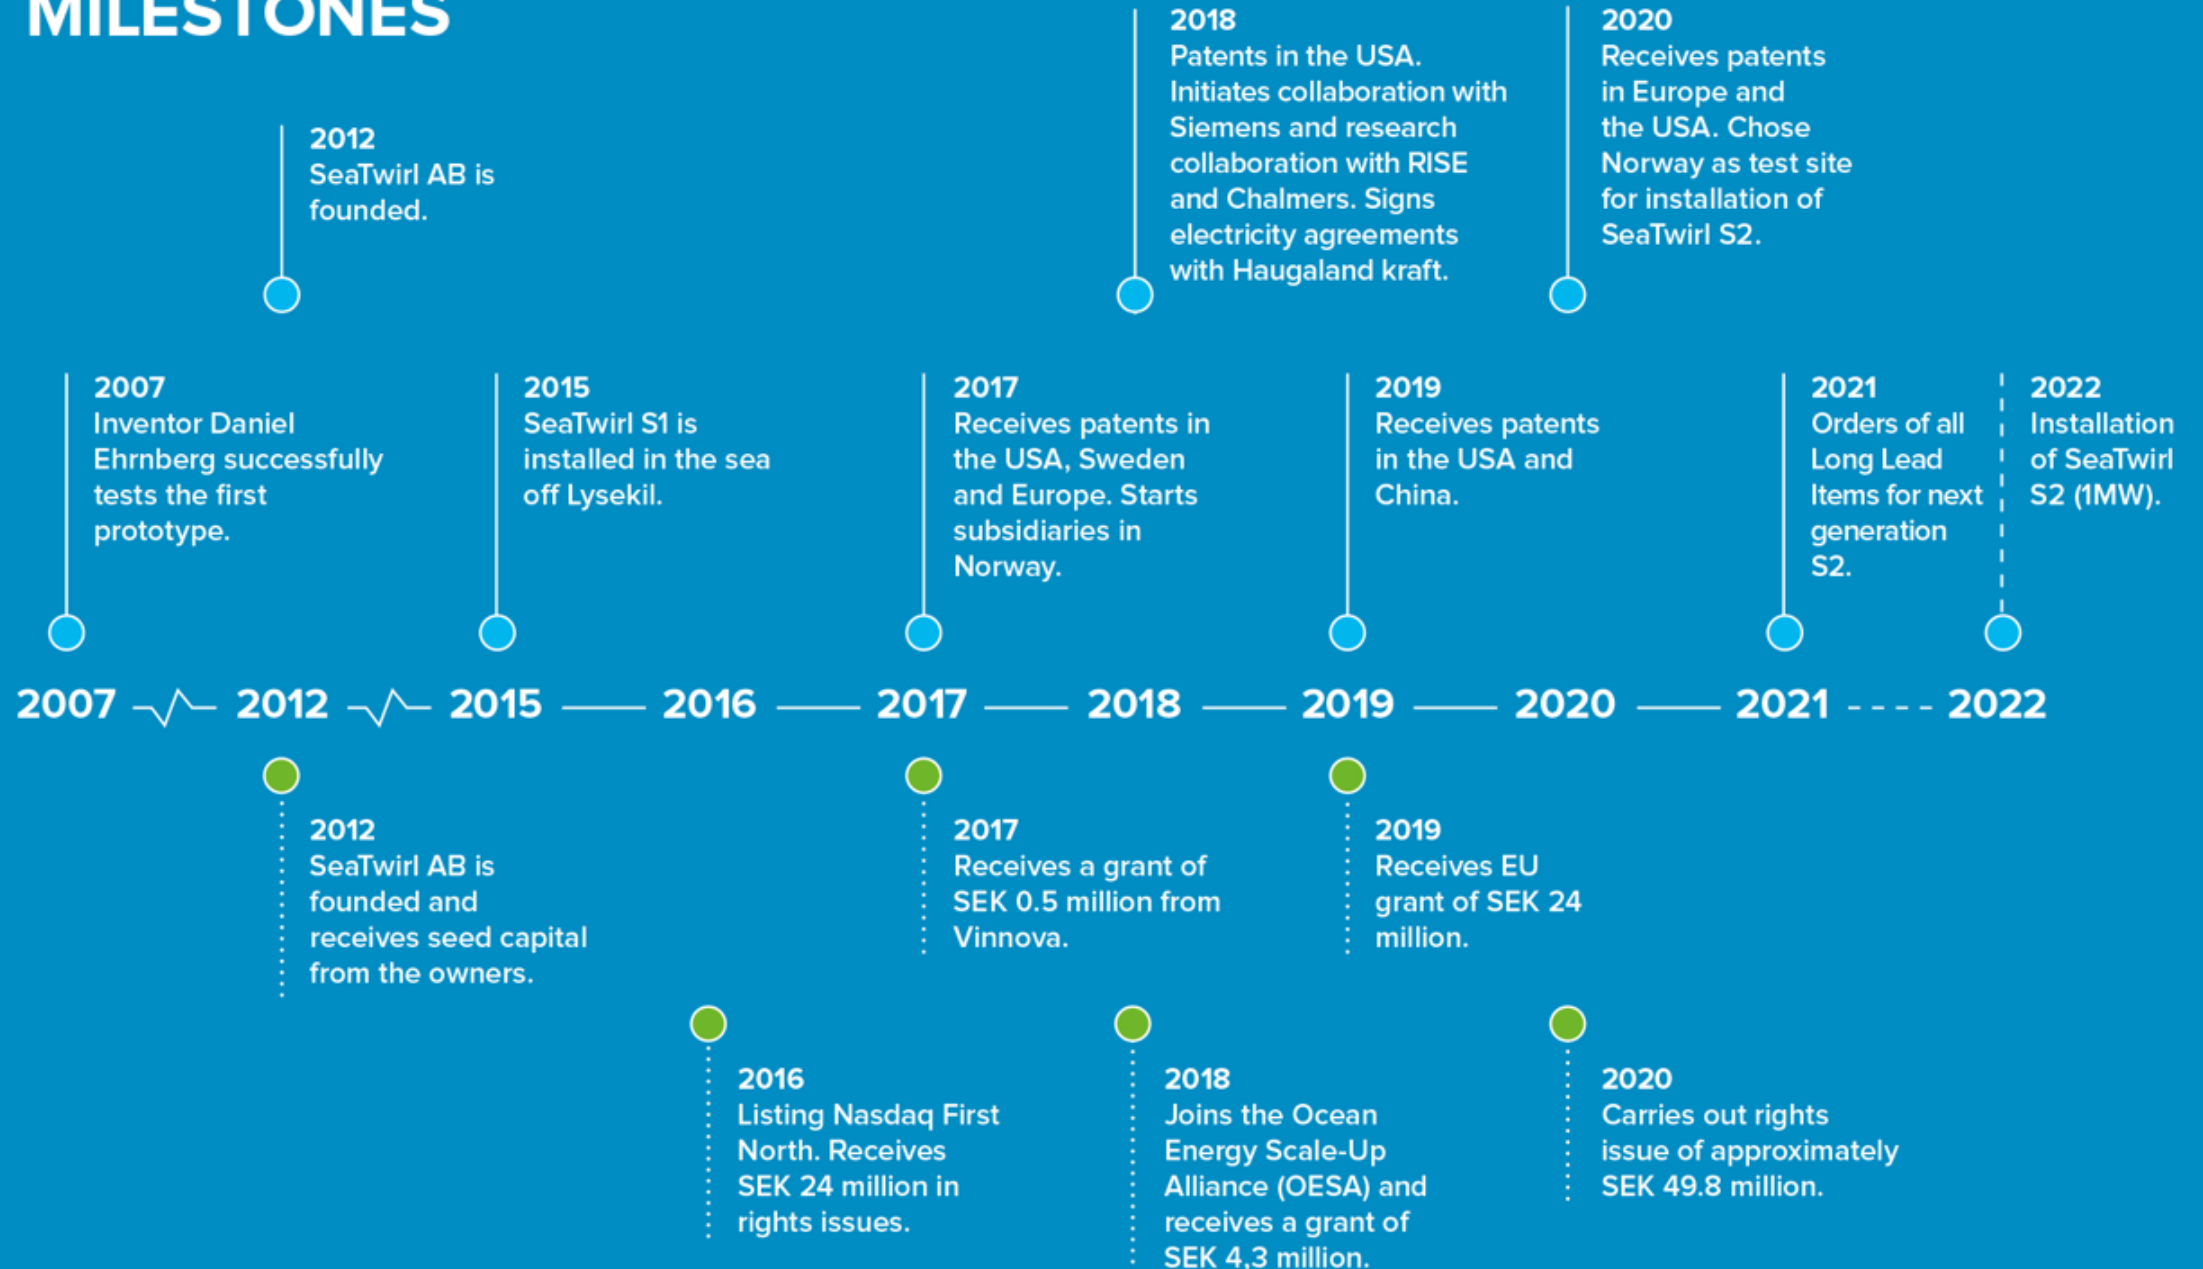 MILESTONES
2012
SeaTwirl AB is
founded.
2018
Patents in the USA.
Initiates collaboration with
Siemens and research
collaboration with RISE
and Chalmers. Signs
electricity agreements
with Haugaland kraft.
2020
Receives patents
in Europe and
the USA. Chose
Norway as test site
for installation of
SeaTwirl S2.
2007
Inventor Daniel
Ehrnberg successfully
tests the first
prototype.
2015
SeaTwirl S1 is
installed in the sea
off Lysekil.
2017
Receives patents in
the USA, Sweden
and Europe. Starts
subsidiaries in
Norway.
2019
Receives patents
in the USA and
China.
2021
Orders of all
Long Lead
Items for next
generation
S2.
2022
Installation
of SeaTwirl
S2 (1MW).
2007 2012 2015 2016 2017 2018 2019 2020 2021 2022
2012
SeaTwirl AB is
founded and
receives seed capital
from the owners.
2017
Receives a grant of
SEK 0.5 million from
Vinnova.
2019
Receives EU
grant of SEK 24
million.
2016
Listing Nasdaq First
North. Receives
SEK 24 million in
rights issues.
2018
Joins the Ocean
Energy Scale-Up
Alliance (OESA) and
receives a grant of
SEK 4,3 million.
2020
Carries out rights
issue of approximately
SEK 49.8 million.